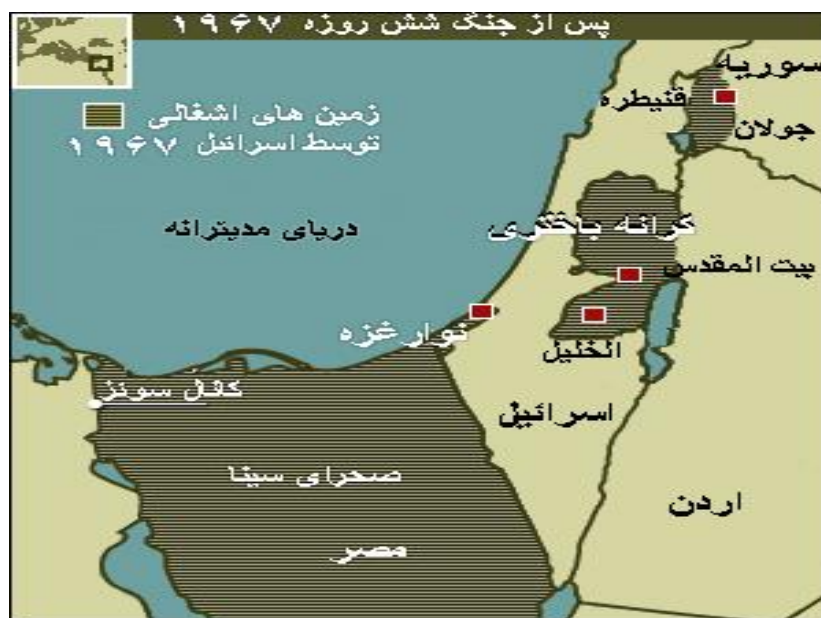 پس از جنگ شش روزه ۱۹۶۷
سوریه
قنیطره
جولان
زمین های اشغالی
توسط اسرائیل ۱۹۶۷
دریای مدیترانه
کرانه باختری
بیت المقدس
نوار غزه
الخلیل
کانال سوئز
اسرائیل
صحرای سینا
اردن
مصر